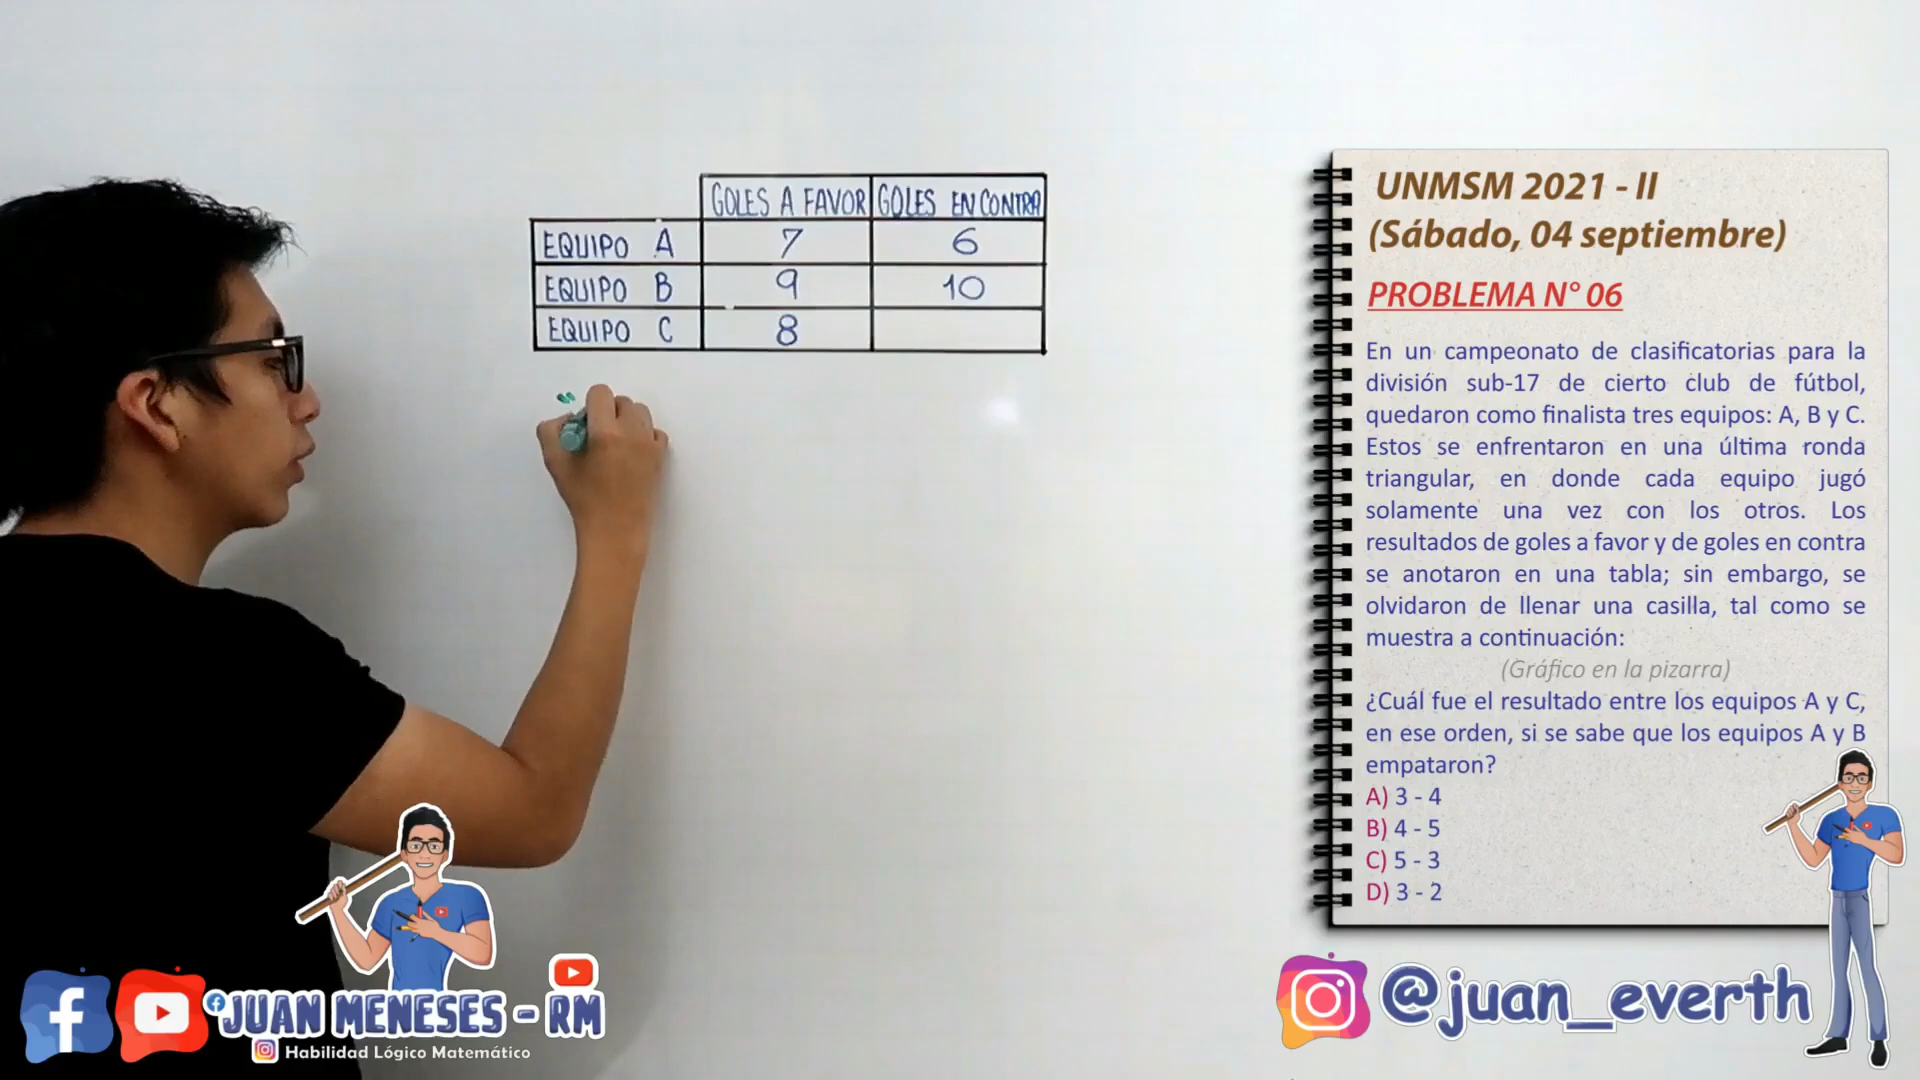 GOLES A FAVOR GOLES EN CONTRA
EQUIPO A 7 6
EQUIPO B 9 10
EQUIPO C 8
UNMSM 2021 - II
(Sábado, 04 septiembre)
PROBLEMA N° 06
En un campeonato de clasificatorias para la
división sub-17 de cierto club de fútbol,
quedaron como finalista tres equipos: A, B y C.
Estos se enfrentaron en una última ronda
triangular, en donde cada equipo jugó
solamente una vez con los otros. Los
resultados de goles a favor y de goles en contra
se anotaron en una tabla; sin embargo, se
olvidaron de llenar una casilla, tal como se
muestra a continuación:
(Gráfico en la pizarra)
¿Cuál fue el resultado entre los equipos A y C,
en ese orden, si se sabe que los equipos A y B
empataron?
A) 3 - 4
B) 4 - 5
C) 5 - 3
D) 3 - 2
JUAN MENESES - RM
Habilidad Lógico Matemático
@juan_everth